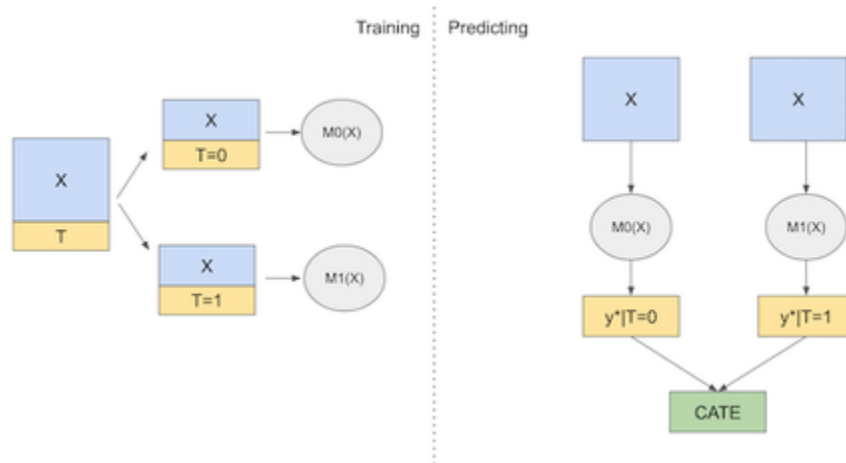 Training
Predicting
X
T
X
T=0
M0(X)
X
T=1
M1(X)
X
X
M0(X)
M1(X)
y*|T=0
y*|T=1
CATE